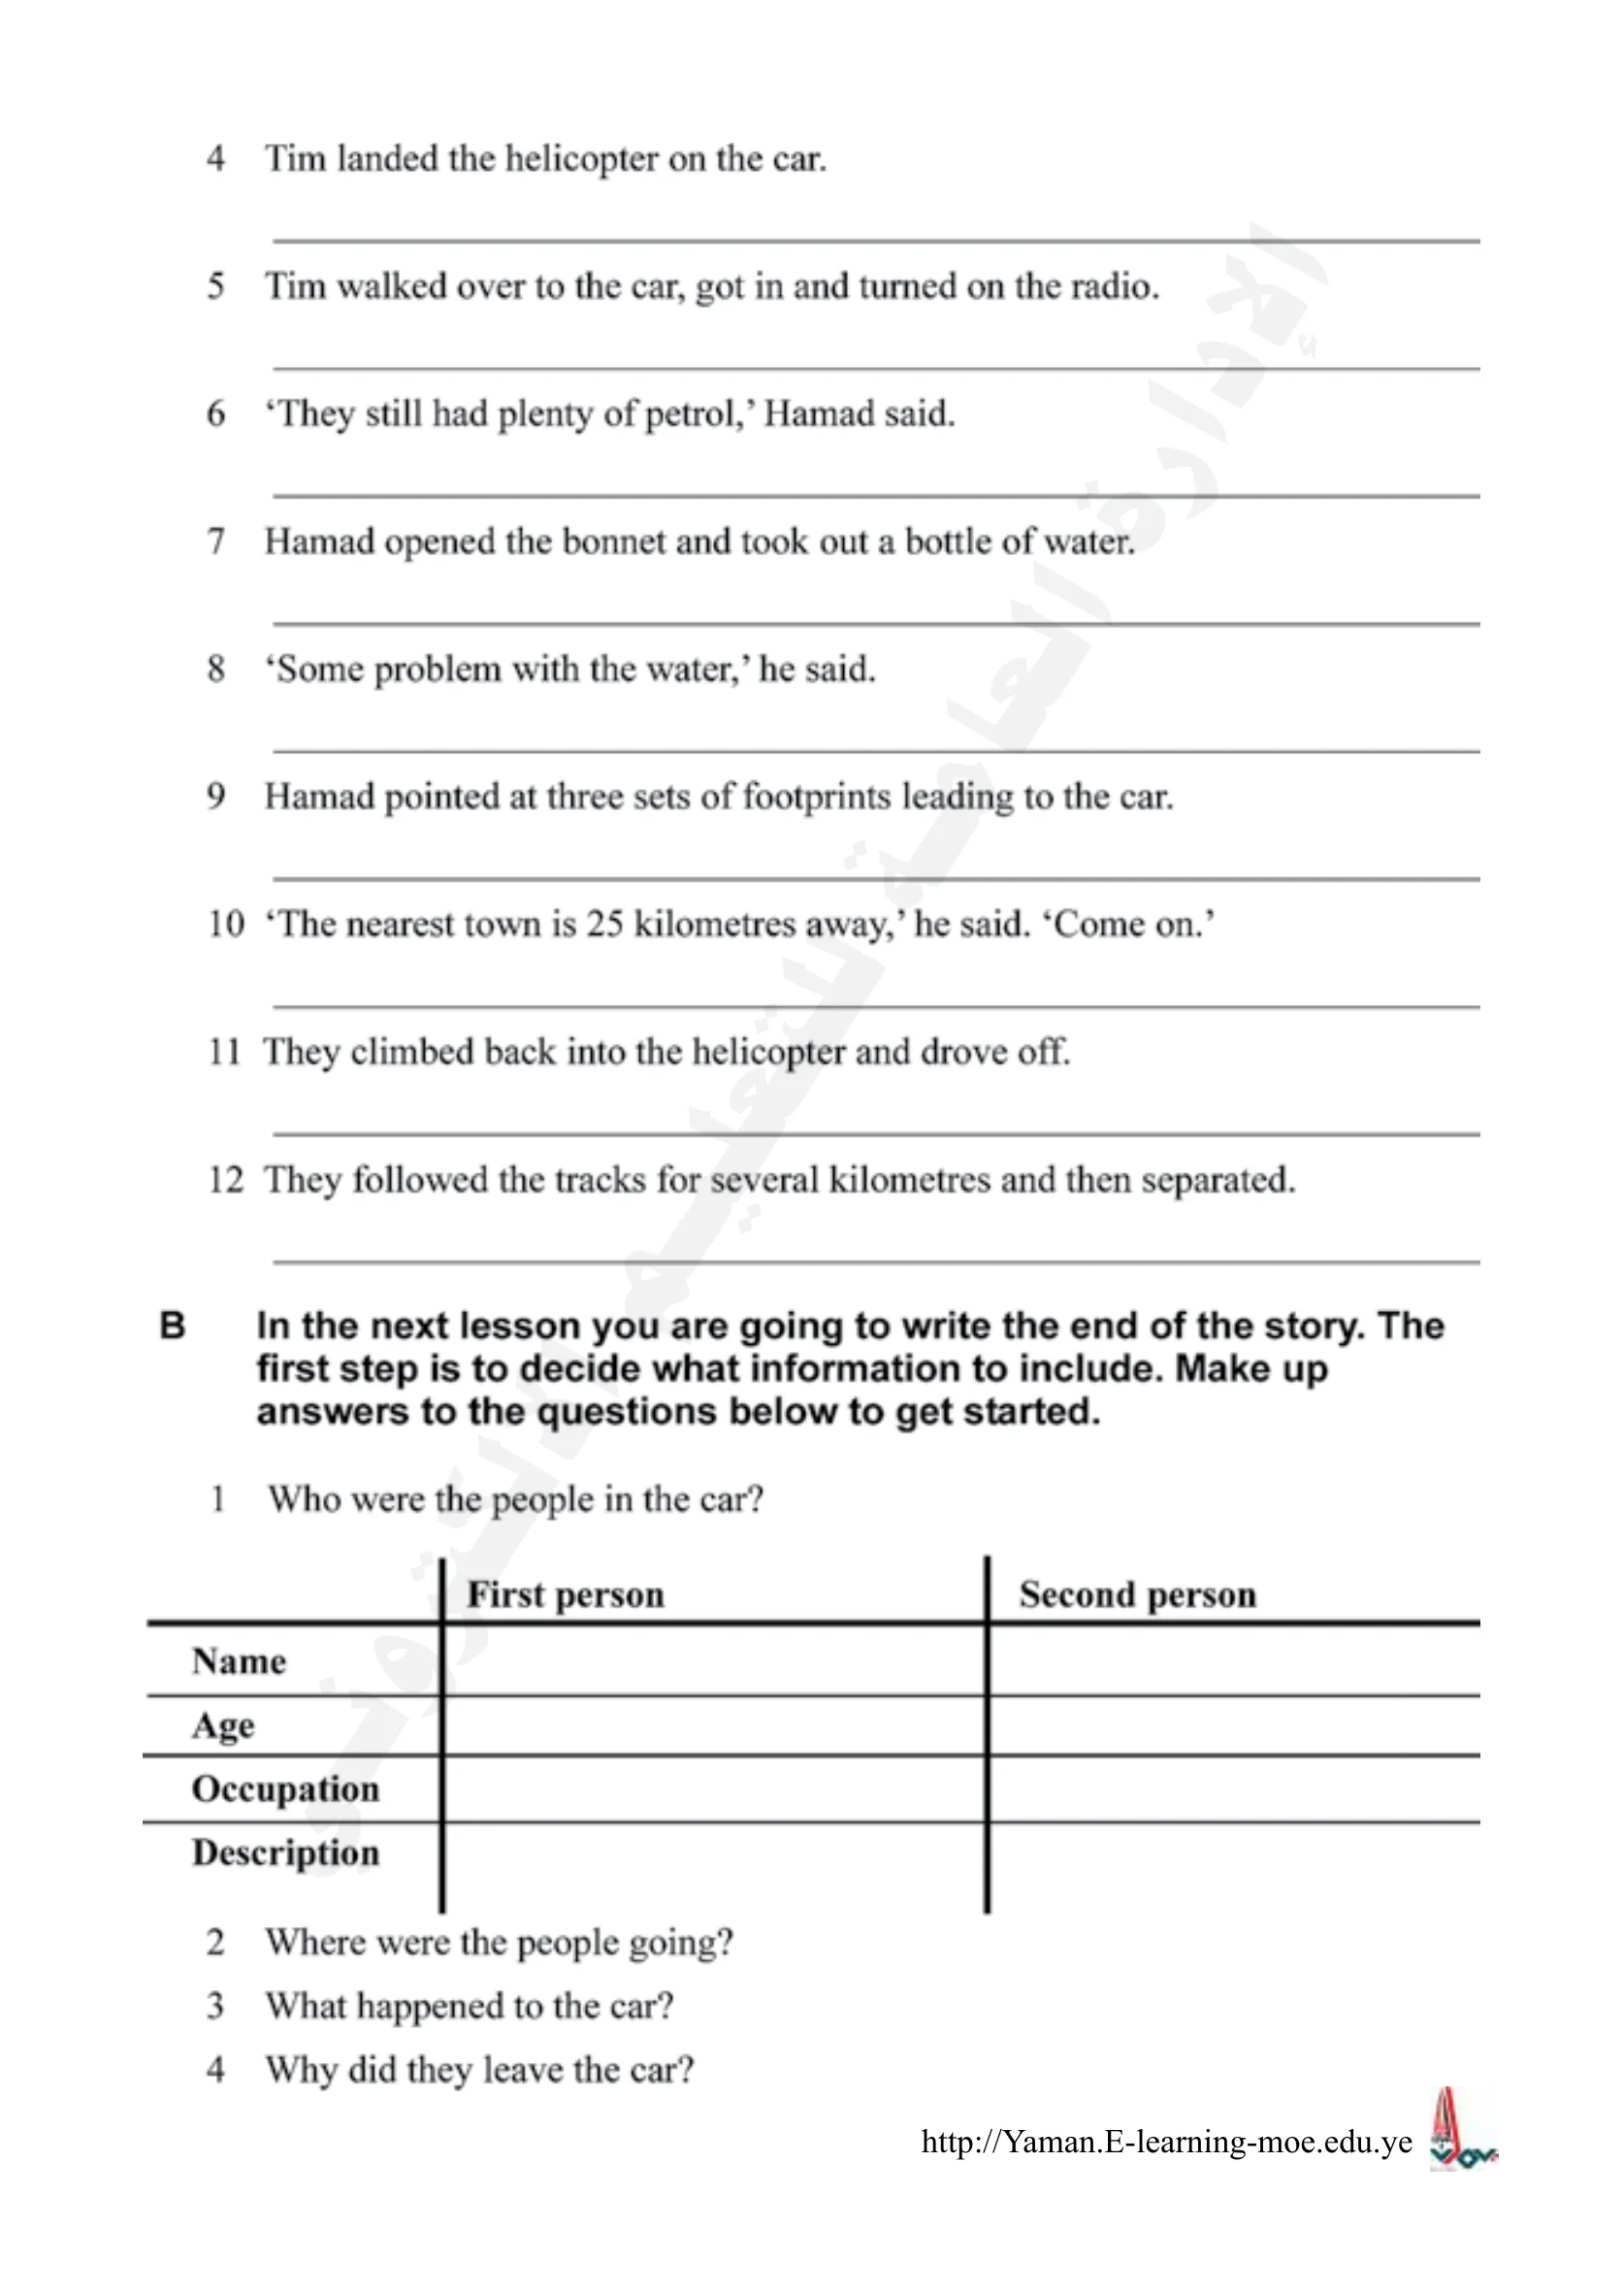 4 Tim landed the helicopter on the car.
5 Tim walked over to the car, got in and turned on the radio.
6 ‘They still had plenty of petrol,’ Hamad said.
7 Hamad opened the bonnet and took out a bottle of water.
8 ‘Some problem with the water,’ he said.
9 Hamad pointed at three sets of footprints leading to the car.
10 ‘The nearest town is 25 kilometres away,’ he said. ‘Come on.’
11 They climbed back into the helicopter and drove off.
12 They followed the tracks for several kilometres and then separated.
B In the next lesson you are going to write the end of the story. The
first step is to decide what information to include. Make up
answers to the questions below to get started.
1 Who were the people in the car?
First person Second person
Name
Age
Occupation
Description
2 Where were the people going?
3 What happened to the car?
4 Why did they leave the car?
http://Yaman.E-learning-moe.edu.ye
الإدارة العامة للتعليم الالكتروني